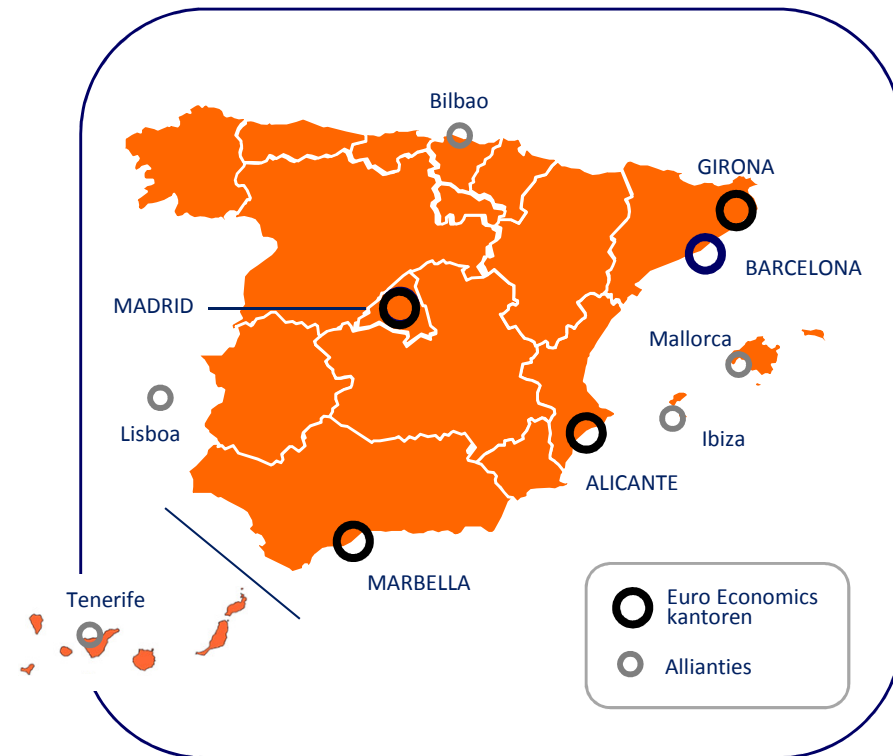 Bilbao
GIRONA
BARCELONA
MADRID
Mallorca
Lisboa
Ibiza
ALICANTE
MARBELLA
Tenerife
Euro Economics
kantoren
Allianties